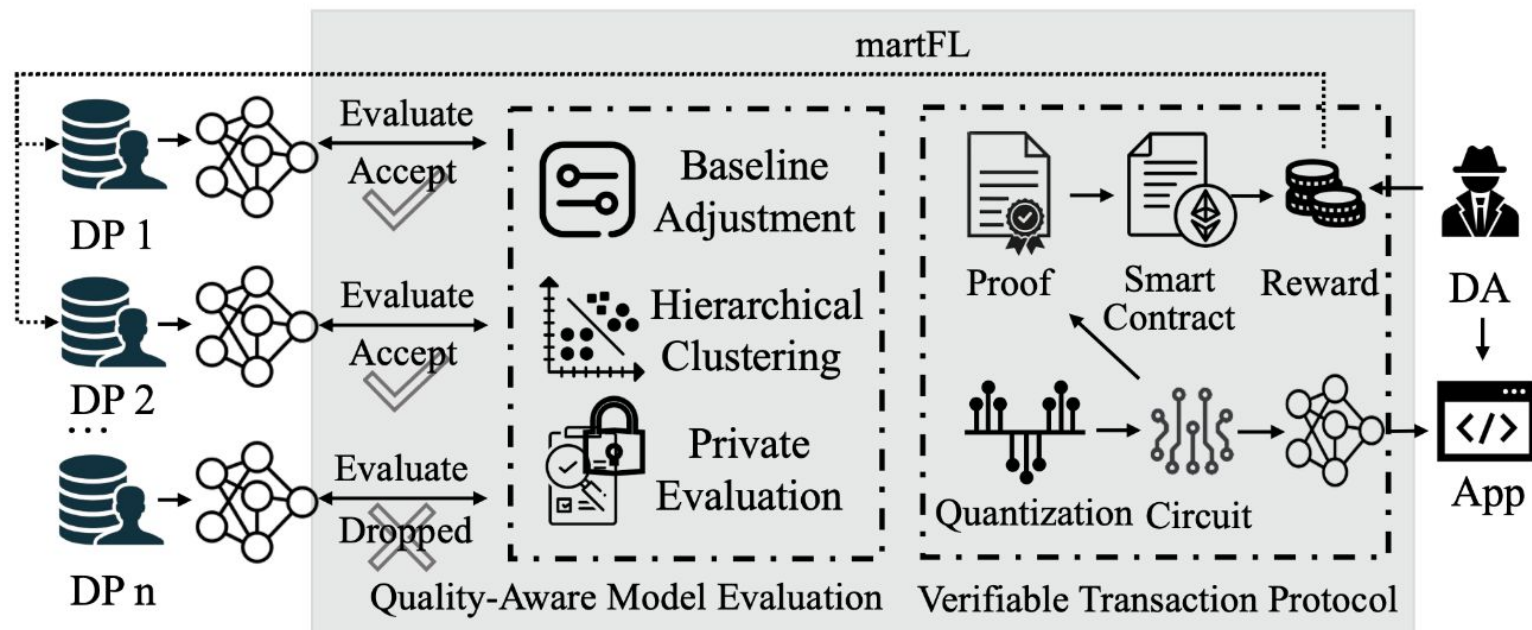 martFL
Evaluate
Accept
DP 1
Evaluate
Accept
DP 2
...
Evaluate
Dropped
DP n
Baseline
Adjustment
Hierarchical
Clustering
Private
Evaluation
Quality-Aware Model Evaluation
Proof
Smart
Contract
Reward
Quantization
Circuit
Verifiable Transaction Protocol
DA
</>
App